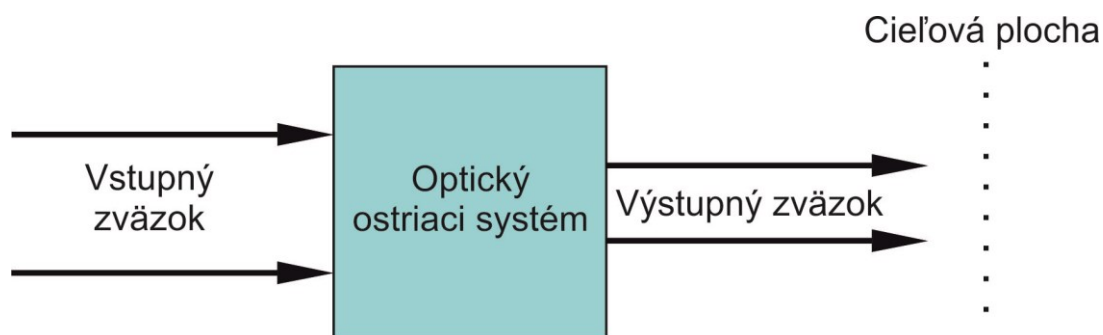 Cieľová plocha
Vstupný
zväzok
Optický
ostriaci systém
Výstupný zväzok